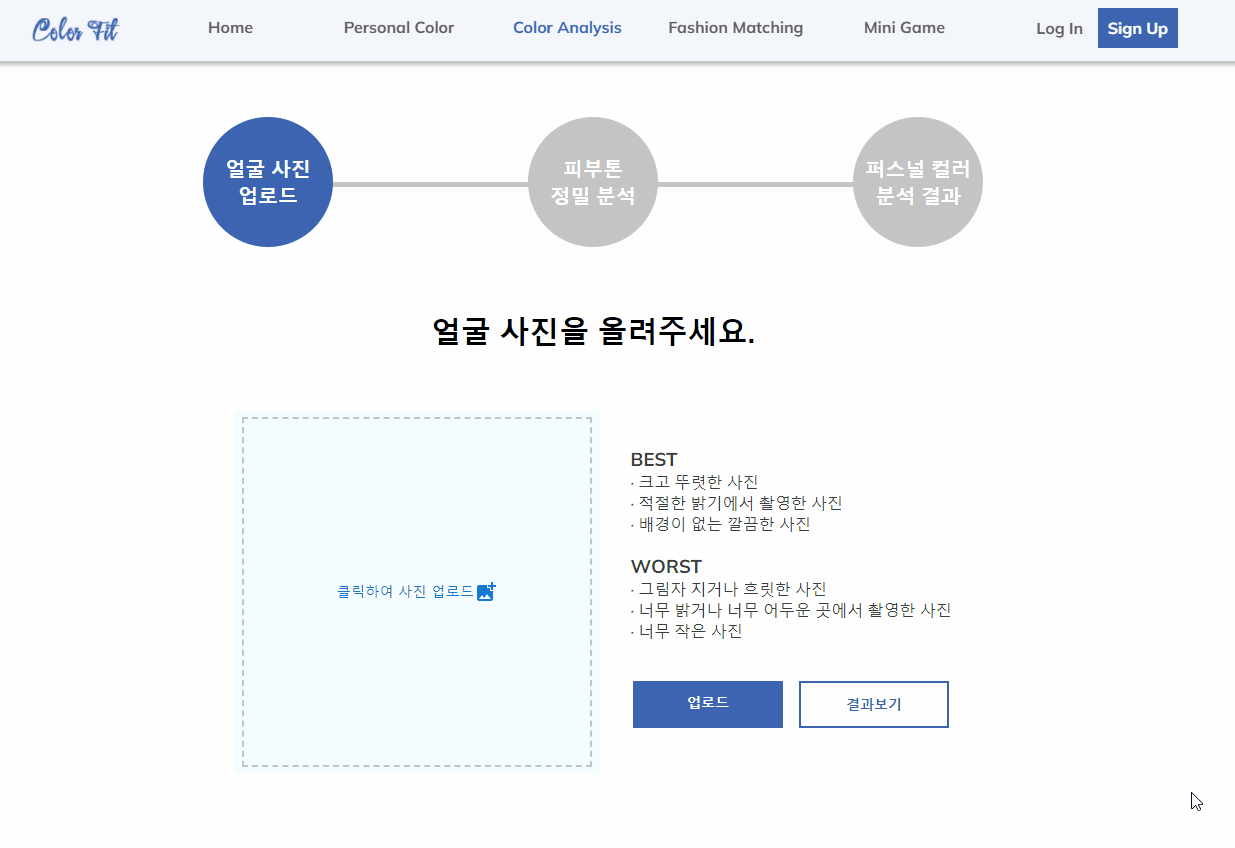 Color Fit
Home
Personal Color
Color Analysis
Fashion Matching
Mini Game
Log In
Sign Up
얼굴 사진
업로드
피부톤
정밀 분석
퍼스널 컬러
분석 결과
얼굴 사진을 올려주세요.
클릭하여 사진 업로드
BEST
· 크고 뚜렷한 사진
· 적절한 밝기에서 촬영한 사진
· 배경이 없는 깔끔한 사진
WORST
· 그림자 지거나 흐릿한 사진
· 너무 밝거나 너무 어두운 곳에서 촬영한 사진
· 너무 작은 사진
업로드
결과보기